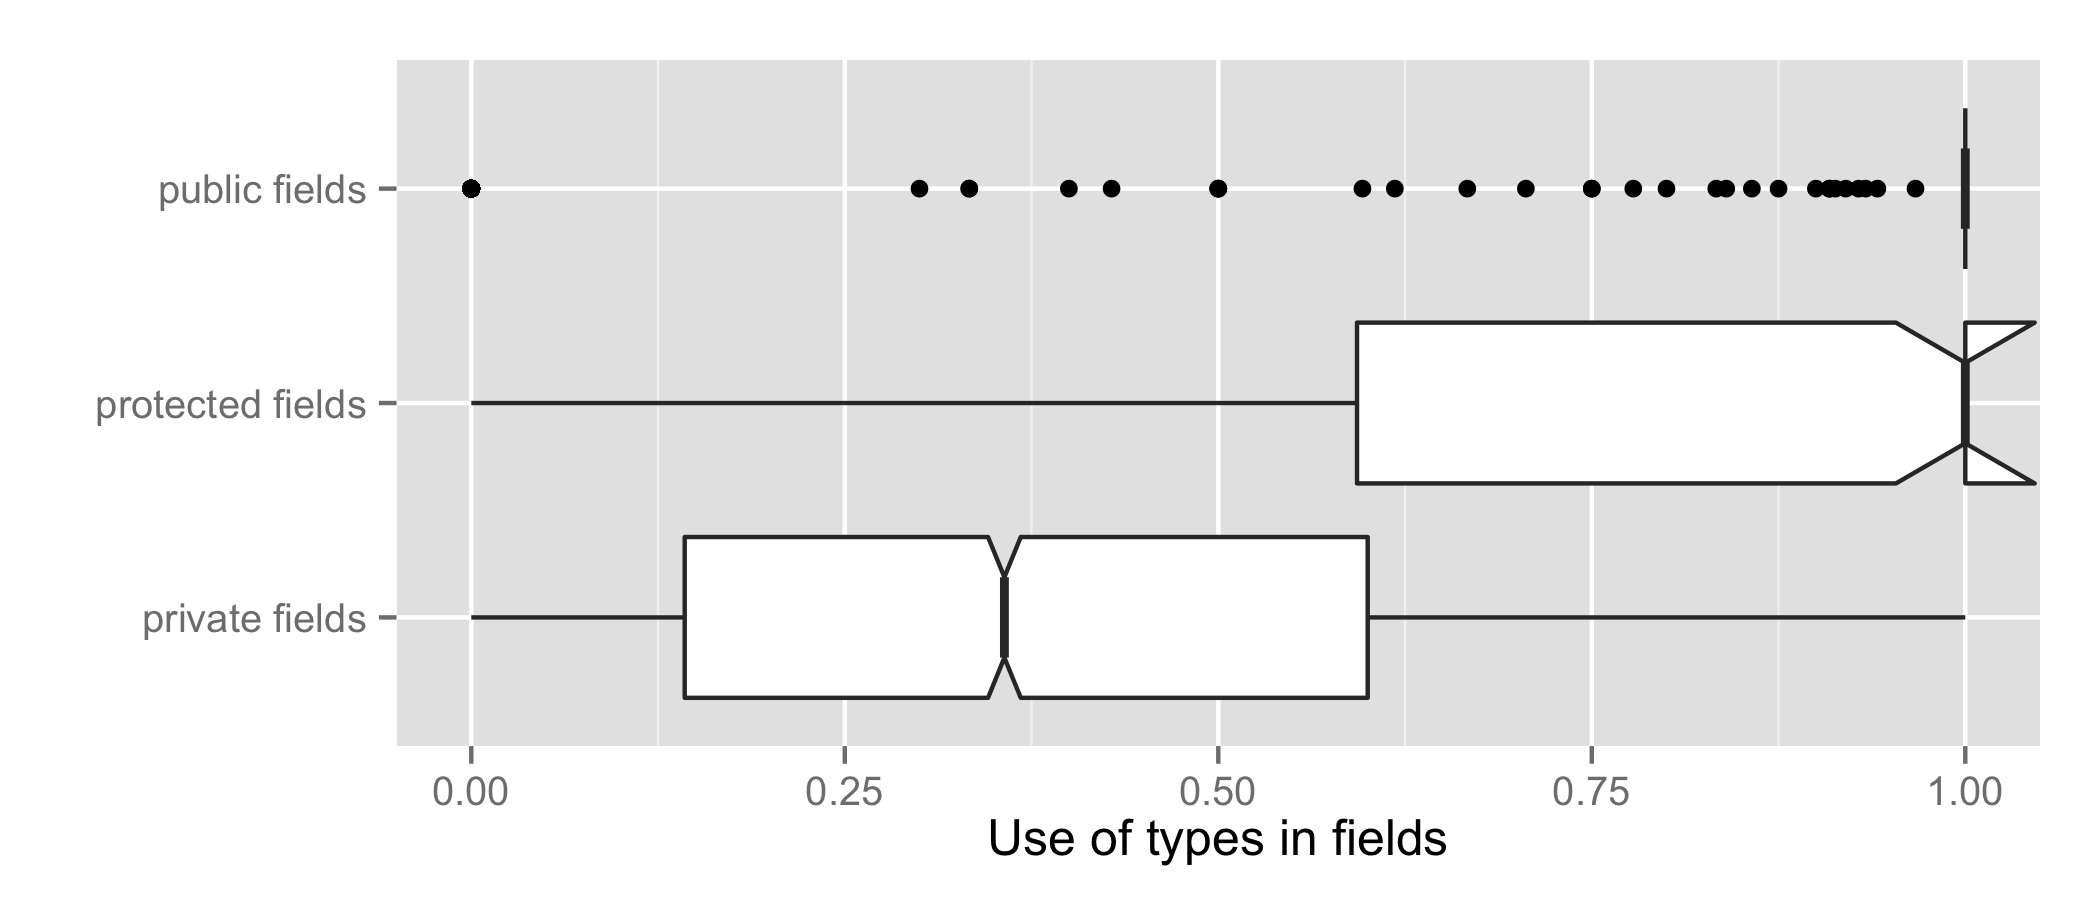 public fields
protected fields
private fields
0.00 0.25 0.50 0.75 1.00
Use of types in fields